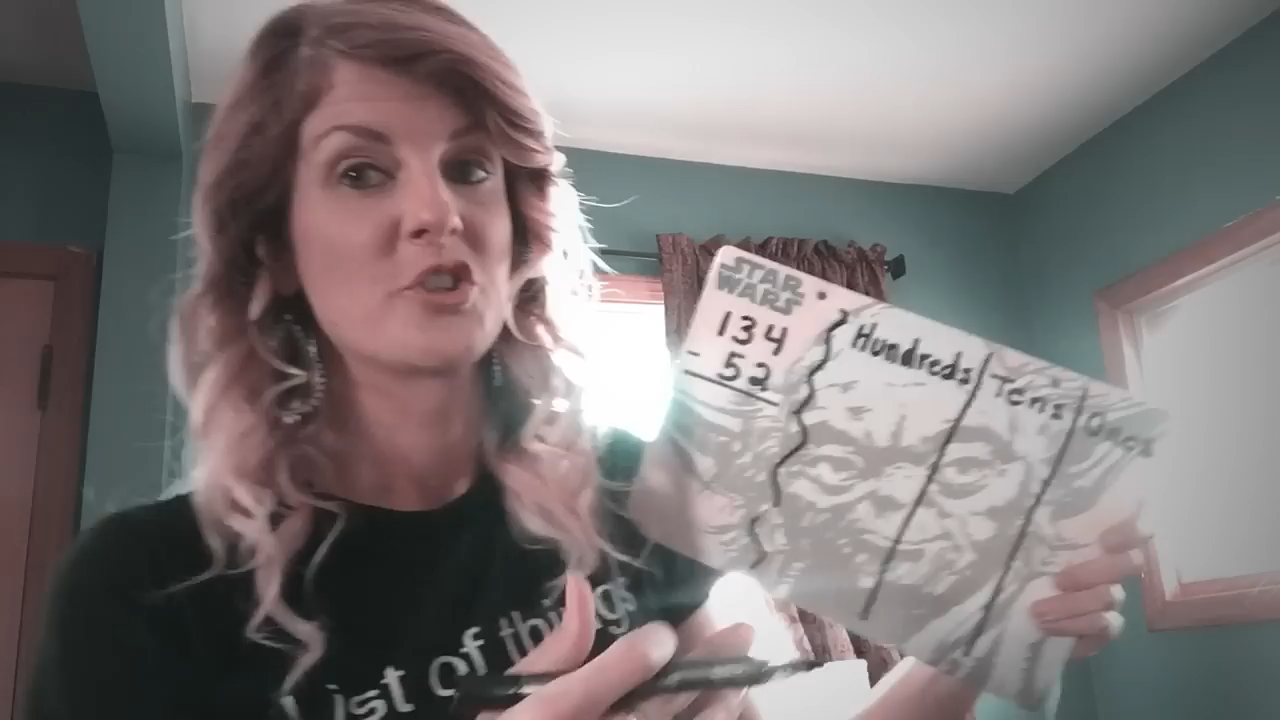 STAR
WARS
134
- 52
Hundreds
Tens
Ones
List of things